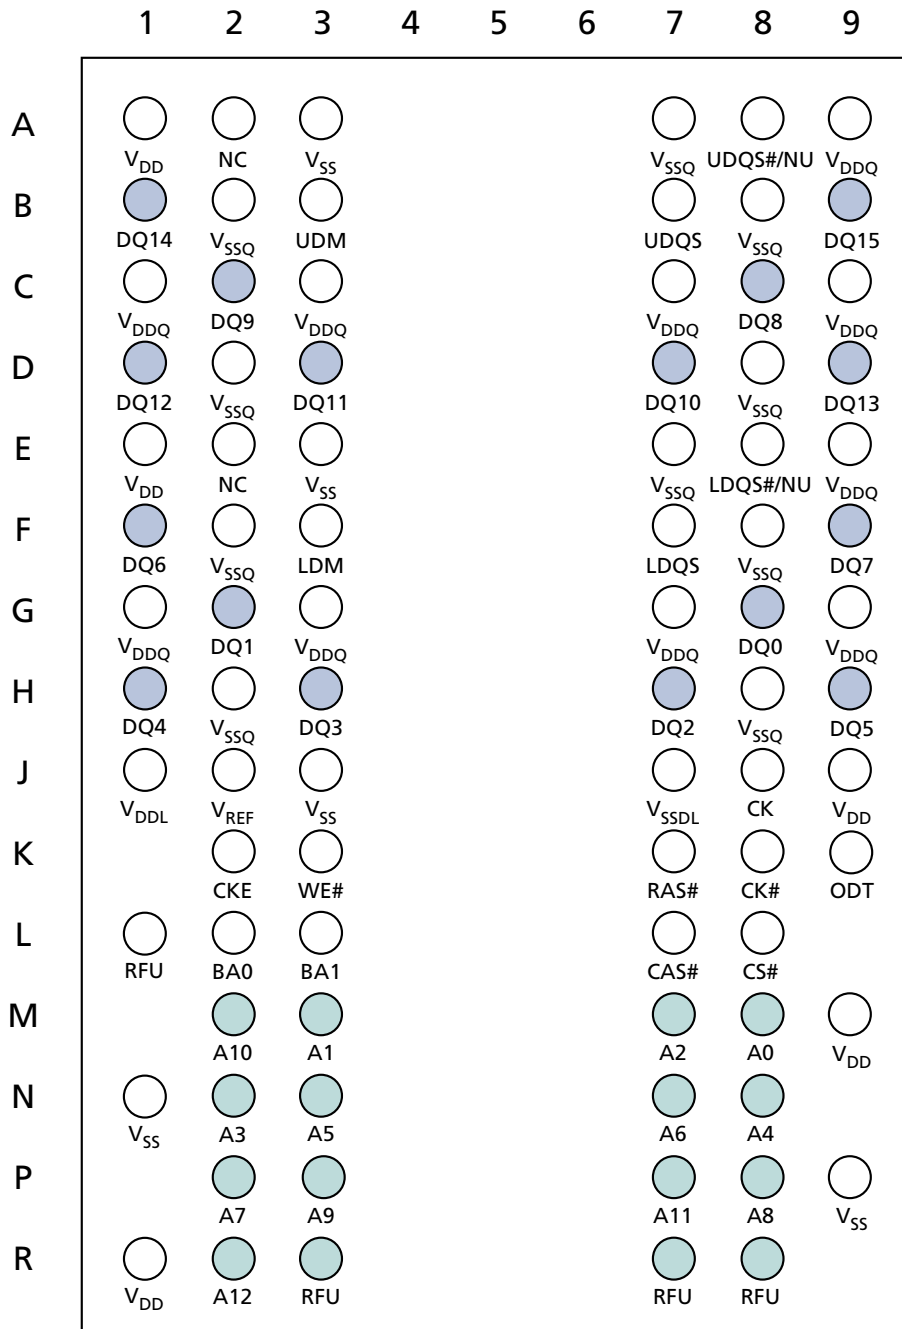 1 2 3 4 5 6 7 8 9
A
VDD NC VSS VSSQ UDQS#/NU VDDQ
B
DQ14 VSSQ UDM UDQS VSSQ DQ15
C
VDDQ DQ9 VDDQ VDDQ DQ8 VDDQ
D
DQ12 VSSQ DQ11 DQ10 VSSQ DQ13
E
VDD NC VSS VSSQ LDQS#/NU VDDQ
F
DQ6 VSSQ LDM LDQS VSSQ DQ7
G
VDDQ DQ1 VDDQ VDDQ DQ0 VDDQ
H
DQ4 VSSQ DQ3 DQ2 VSSQ DQ5
J
VDDL VREF VSS VSSDL CK VDD
K
CKE WE# RAS# CK# ODT
L
RFU BA0 BA1 CAS# CS#
M
A10 A1 A2 A0 VDD
N
VSS A3 A5 A6 A4
P
A7 A9 A11 A8 VSS
R
VDD A12 RFU RFU RFU